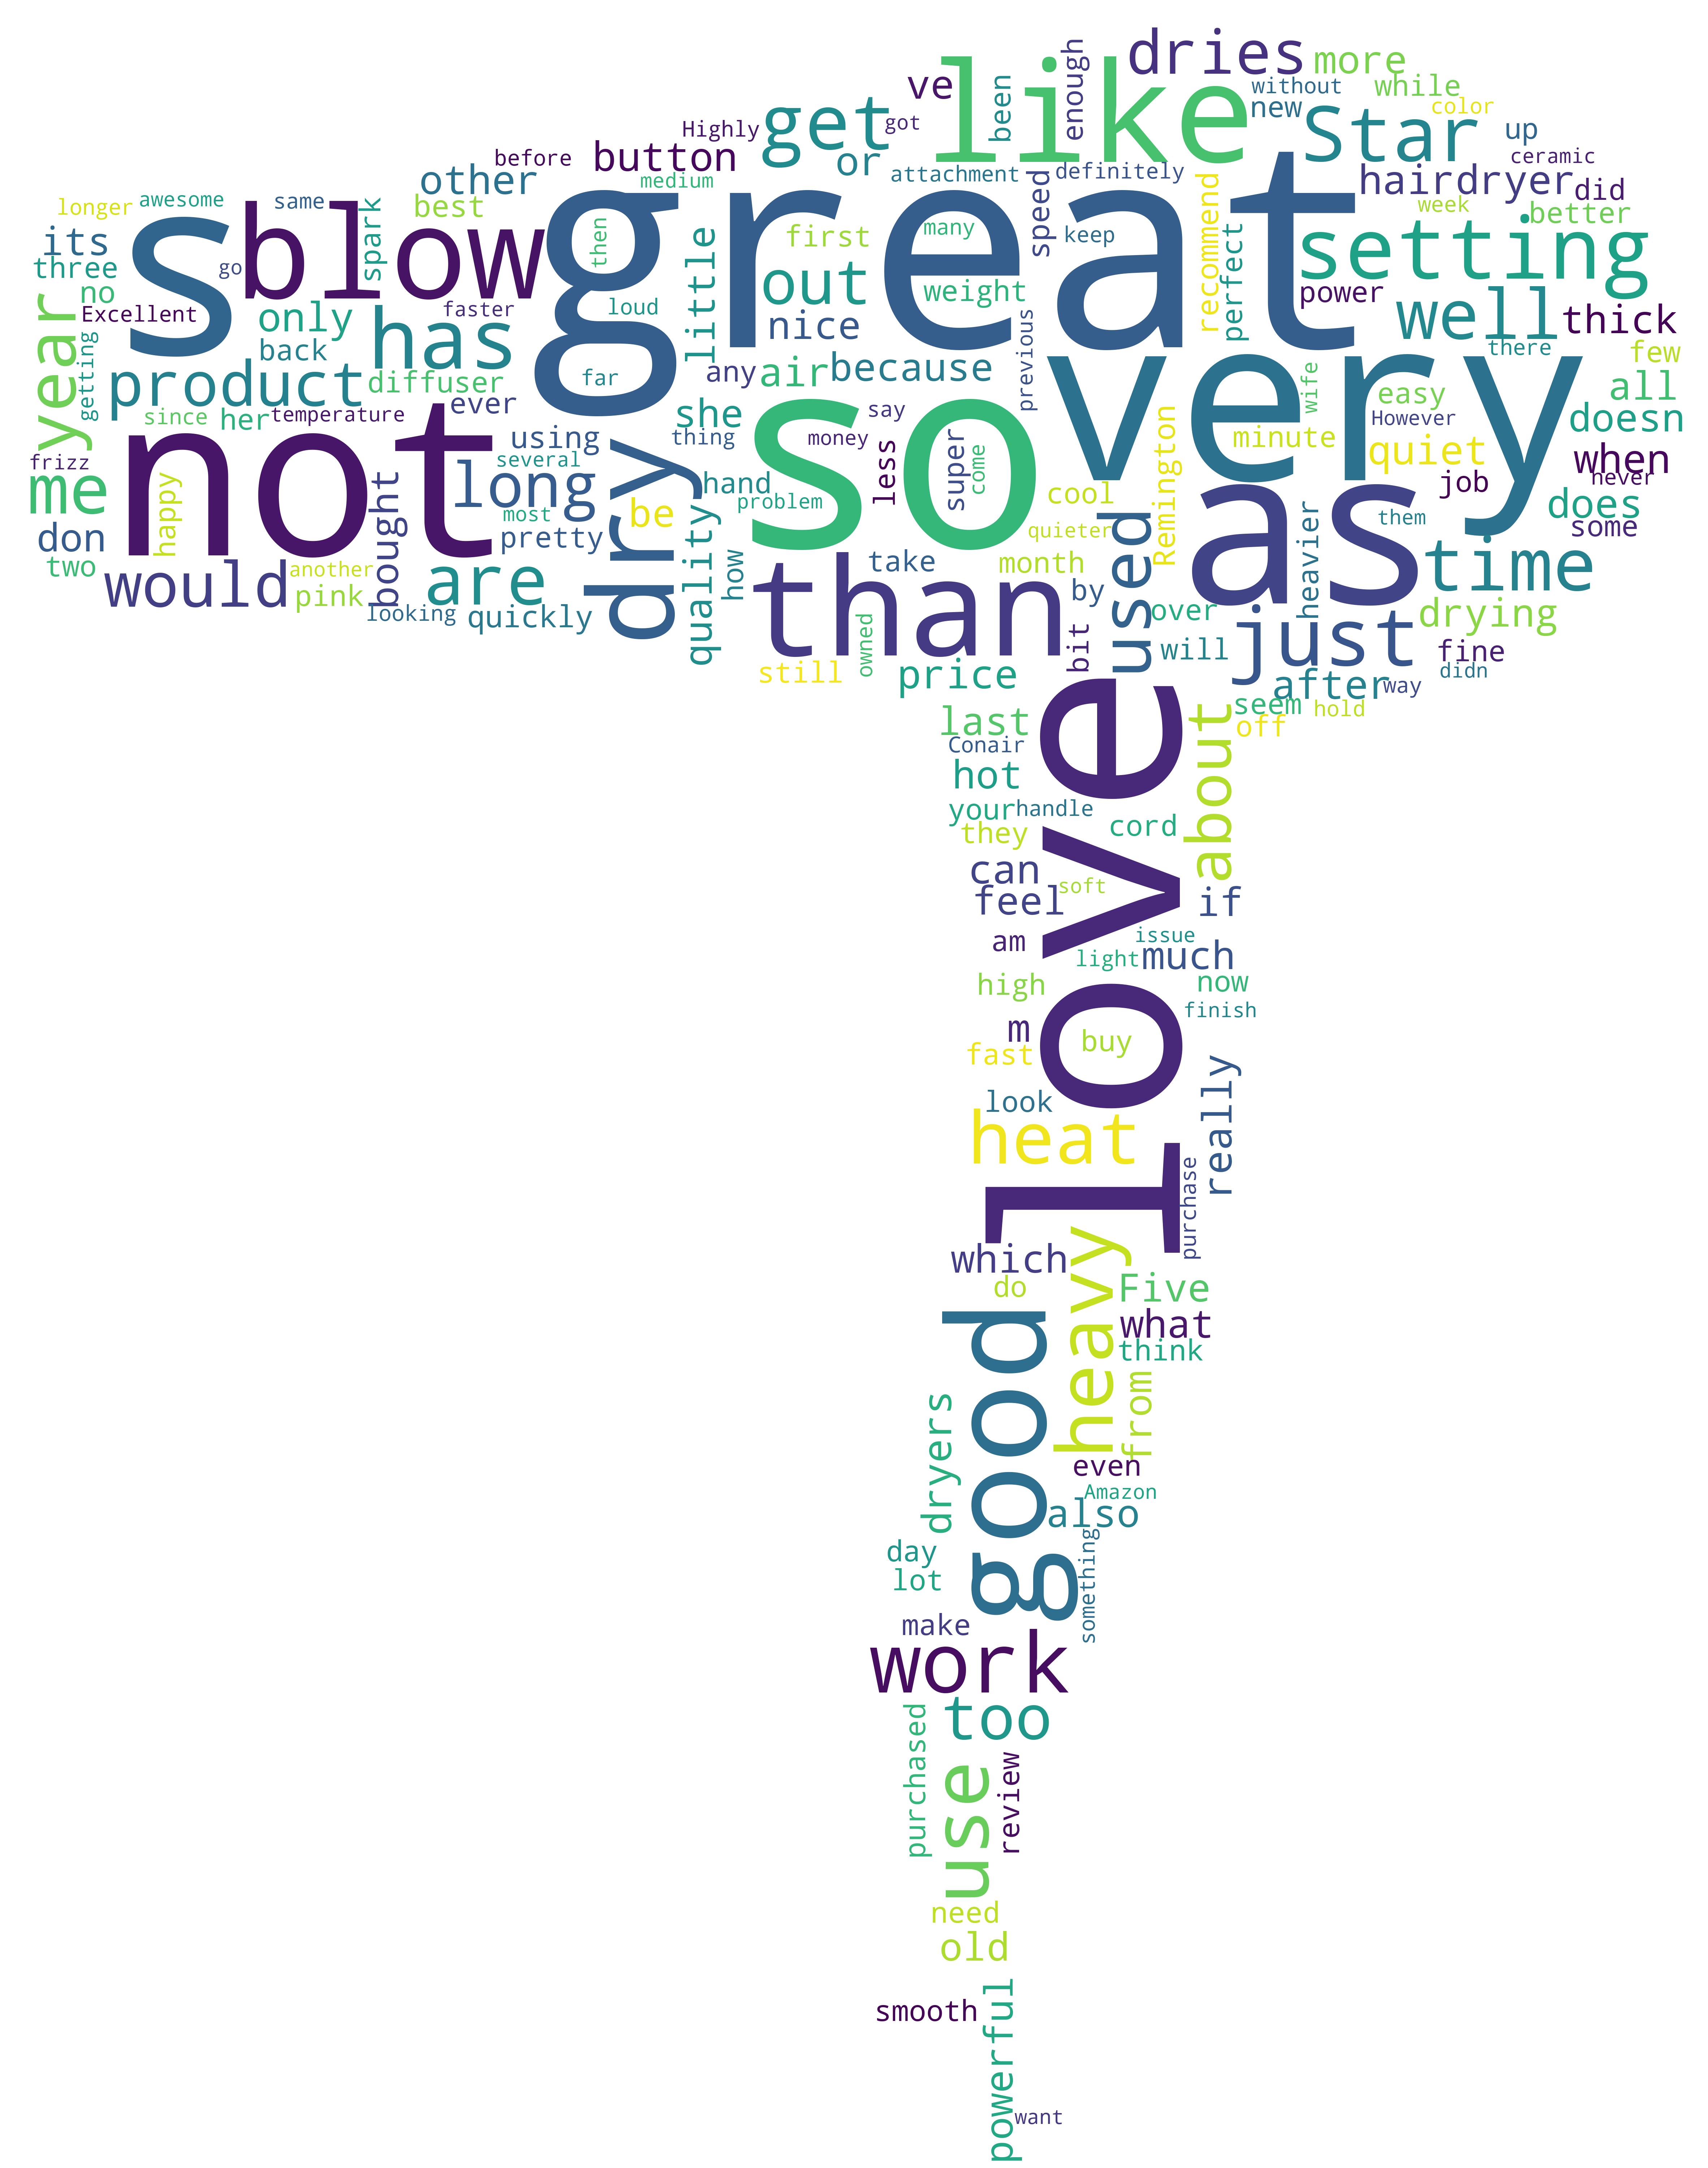 dries
more
like
enough
ve
been
without
while
new
color
get
got
Highly
Star
up
button
or
before
ceramic
other
medium
attachment
definitely
speed
recommend
hairdryer
did
great
longer
awesome
same
spark
best
week
better
s
blow
then
little
first
many
keep
perfect
setting
its
three
go
out
no
Excellent
year
only
faster
loud
weight
power
well
thick
has
nice
previous
back
there
few
getting
product
diffuser
far
any
air
because
very
wife
easy
all
since
her
temperature
ever
she
so
say
However
doesn
not
using
thing
money
minute
quiet
when
frizz
several
dry
less
super
come
Remington
as
job
never
me
happy
bought
long
hand
problem
be
cool
does
most
quality
quieter
used
them
some
don
pretty
how
take
heavier
time
two
another
would
are
than
month
by
pink
looking
quickly
owned
over
just
drying
bit
will
fine
still
price
after
way
didn
last
love
about
seem
hold
off
Conair
hot
your
handle
they
cord
can
soft
feel
if
am
issue
light
much
high
now
finish
m
buy
fast
really
look
heat
purchase
which
heavy
do
Five
good
what
think
from
dryers
even
Amazon
also
day
something
lot
make
work
too
purchased
use
review
need
old
smooth
powerful
want